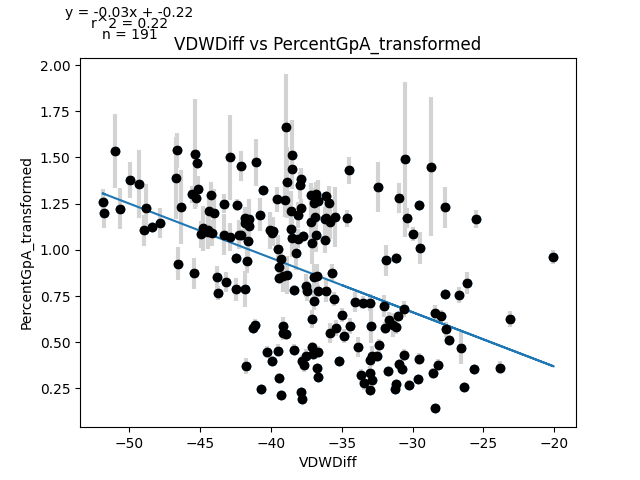 y = -0.03x + -0.22
r^2 = 0.22
n = 191
VDWDiff vs PercentGpA_transformed
2.00
1.75
1.50
1.25
1.00
0.75
0.50
0.25
PercentGpA_transformed
−50
−45
−40
−35
−30
−25
−20
VDWDiff